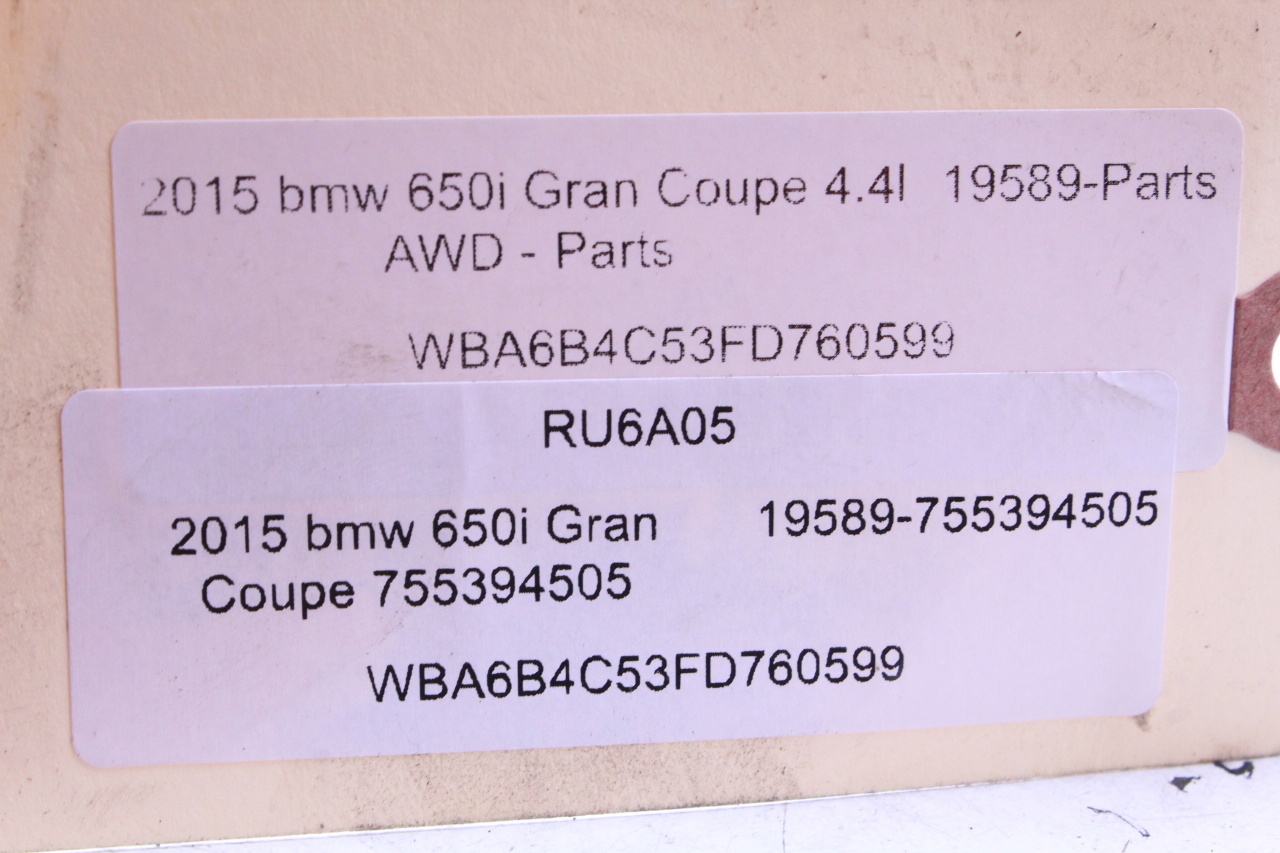 2015 bmw 650i Gran Coupe 4.4l 19589-Parts
AWD - Parts
WBA6B4C53FD760599
RU6A05
2015 bmw 650i Gran 19589-755394505
Coupe 755394505
WBA6B4C53FD760599